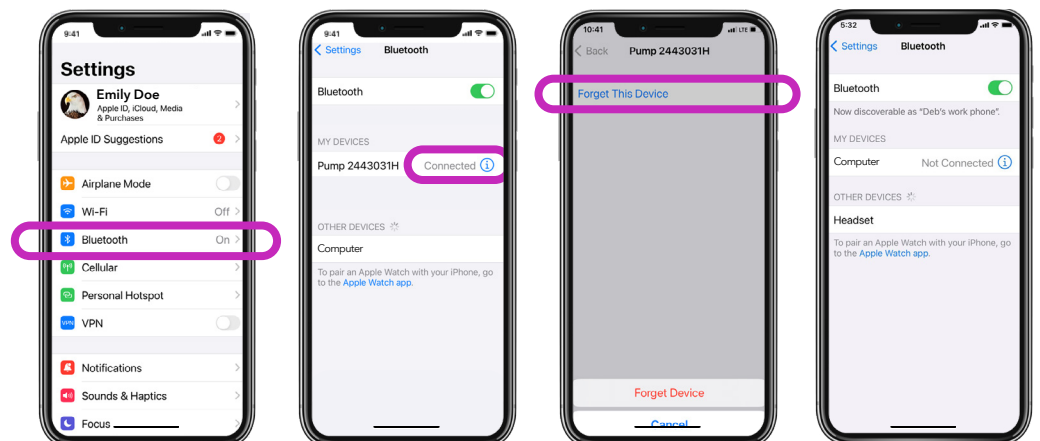 9:41
Settings
Emily Doe
Apple ID, iCloud, Media
& Purchases
Apple ID Suggestions
2
Airplane Mode
Wi-Fi
Off
Bluetooth
On
Cellular
Personal Hotspot
VPN
VPN
Notifications
Sounds & Haptics
Focus
9:41
Settings
Bluetooth
Bluetooth
MY DEVICES
Pump 2443031H
Connected
OTHER DEVICES
Computer
To pair an Apple Watch with your iPhone, go
to the Apple Watch app.
10:41
LTE
Back
Pump 2443031H
Forget This Device
Forget Device
Cancel
5:32
Settings
Bluetooth
Bluetooth
Now discoverable as “Deb's work phone”.
MY DEVICES
Computer
Not Connected
OTHER DEVICES
Headset
To pair an Apple Watch with your iPhone, go
to the Apple Watch app.